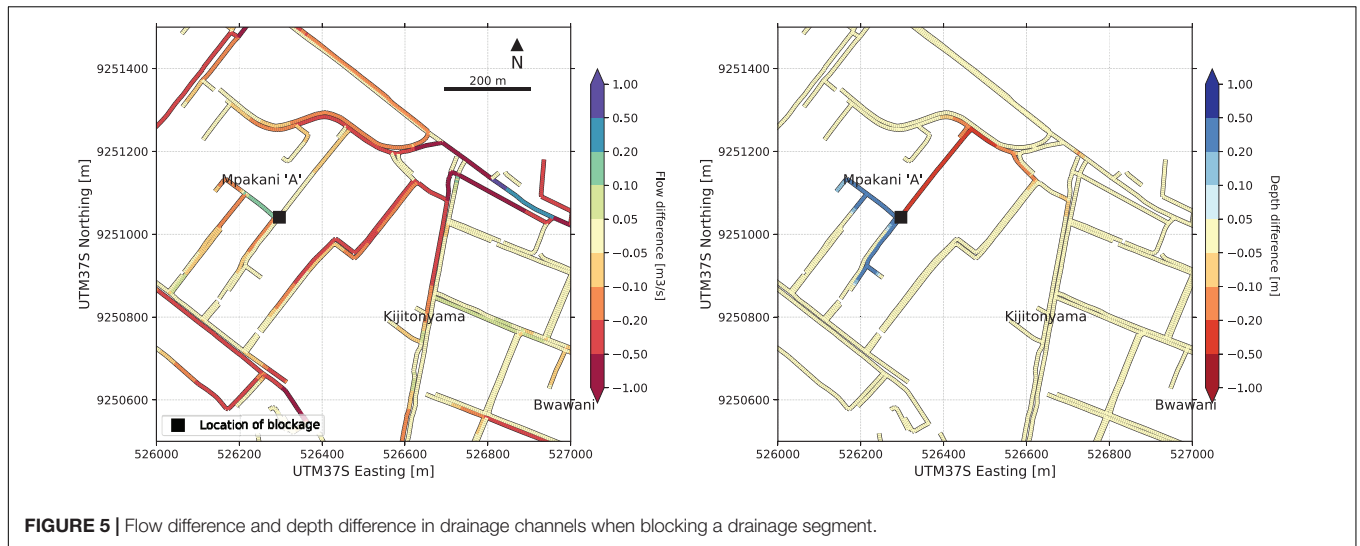 9251400
9251200
9251000
9250800
9250600
UTM37S Northing [m]
526000 526200 526400 526600 526800 527000
UTM37S Easting [m]
N
200 m
Mpakani 'A'
Kijitonyama
Bwawani
Location of blockage
1.00
0.50
0.20
0.10
0.05
−0.05
−0.10
−0.20
−0.50
−1.00
Flow difference [m3/s]
9251400
9251200
9251000
9250800
9250600
UTM37S Northing [m]
526000 526200 526400 526600 526800 527000
UTM37S Easting [m]
Mpakani 'A'
Kijitonyama
Bwawani
1.00
0.50
0.20
0.10
0.05
−0.05
−0.10
−0.20
−0.50
−1.00
Depth difference [m]
FIGURE 5 | Flow difference and depth difference in drainage channels when blocking a drainage segment.